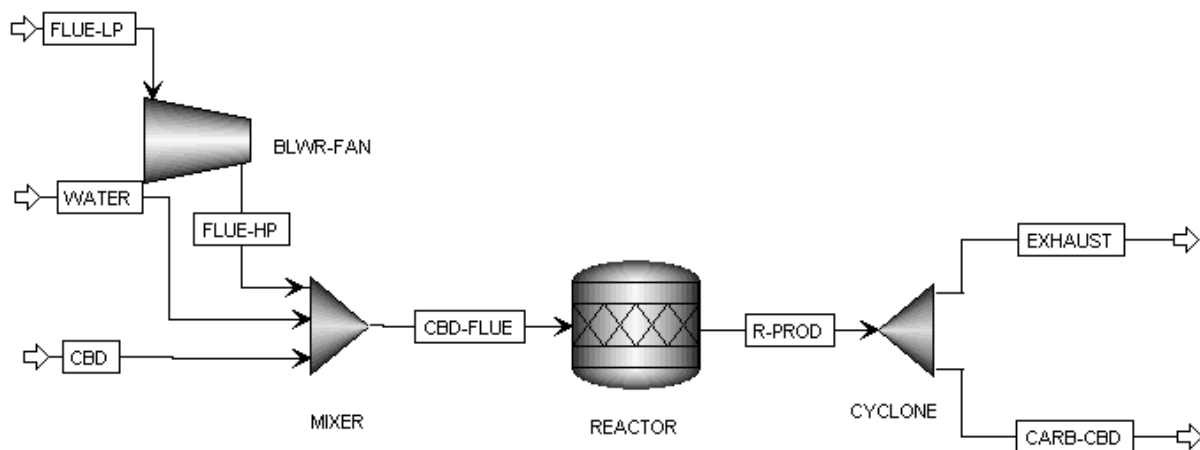 FLUE-LP
BLWR-FAN
WATER
FLUE-HP
EXHAUST
CBD-FLUE
R-PROD
CBD
MIXER
REACTOR
CYCLONE
CARB-CBD